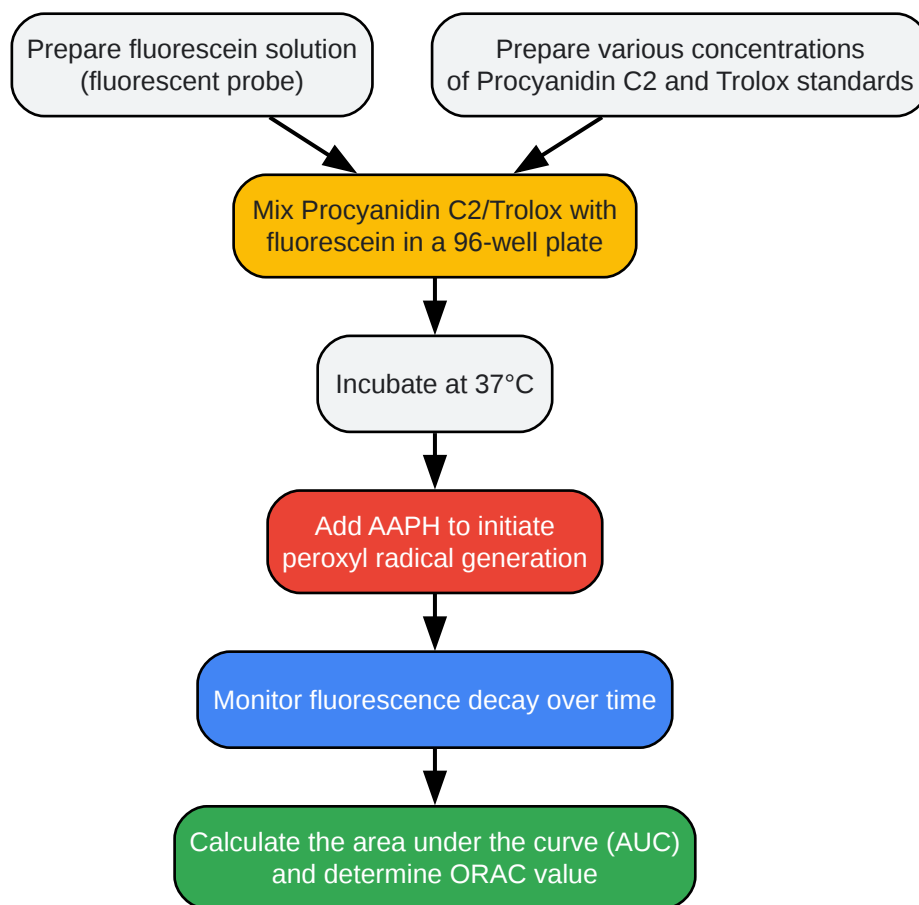 Prepare fluorescein solution
(fluorescent probe)
Prepare various concentrations
of Procyanidin C2 and Trolox standards
Mix Procyanidin C2/Trolox with
fluorescein in a 96-well plate
Incubate at 37°C
Add AAPH to initiate
peroxyl radical generation
Monitor fluorescence decay over time
Calculate the area under the curve (AUC)
and determine ORAC value